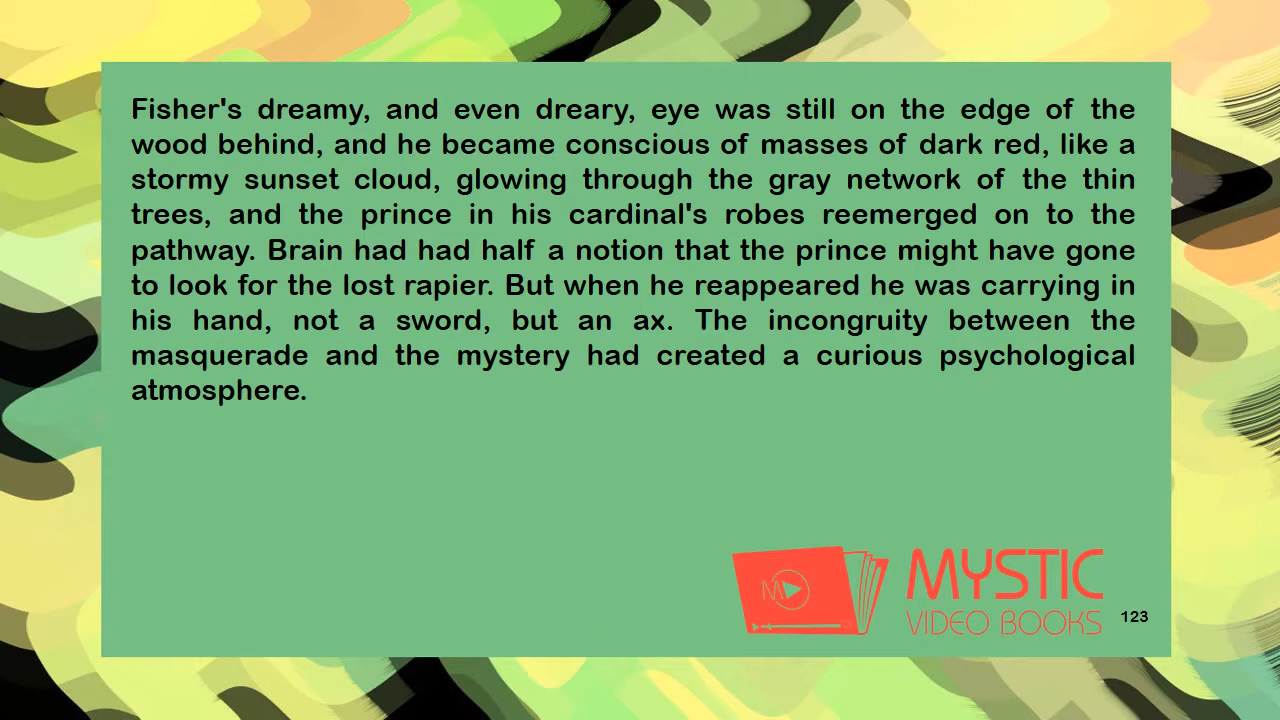 Fisher's dreamy, and even dreary, eye was still on the edge of the
wood behind, and he became conscious of masses of dark red, like a
stormy sunset cloud, glowing through the gray network of the thin
trees, and the prince in his cardinal's robes reemerged on to the
pathway. Brain had had half a notion that the prince might have gone
to look for the lost rapier. But when he reappeared he was carrying in
his hand, not a sword, but an ax. The incongruity between the
masquerade and the mystery had created a curious psychological
atmosphere.
M
MYSTIC
VIDEO BOOKS
123